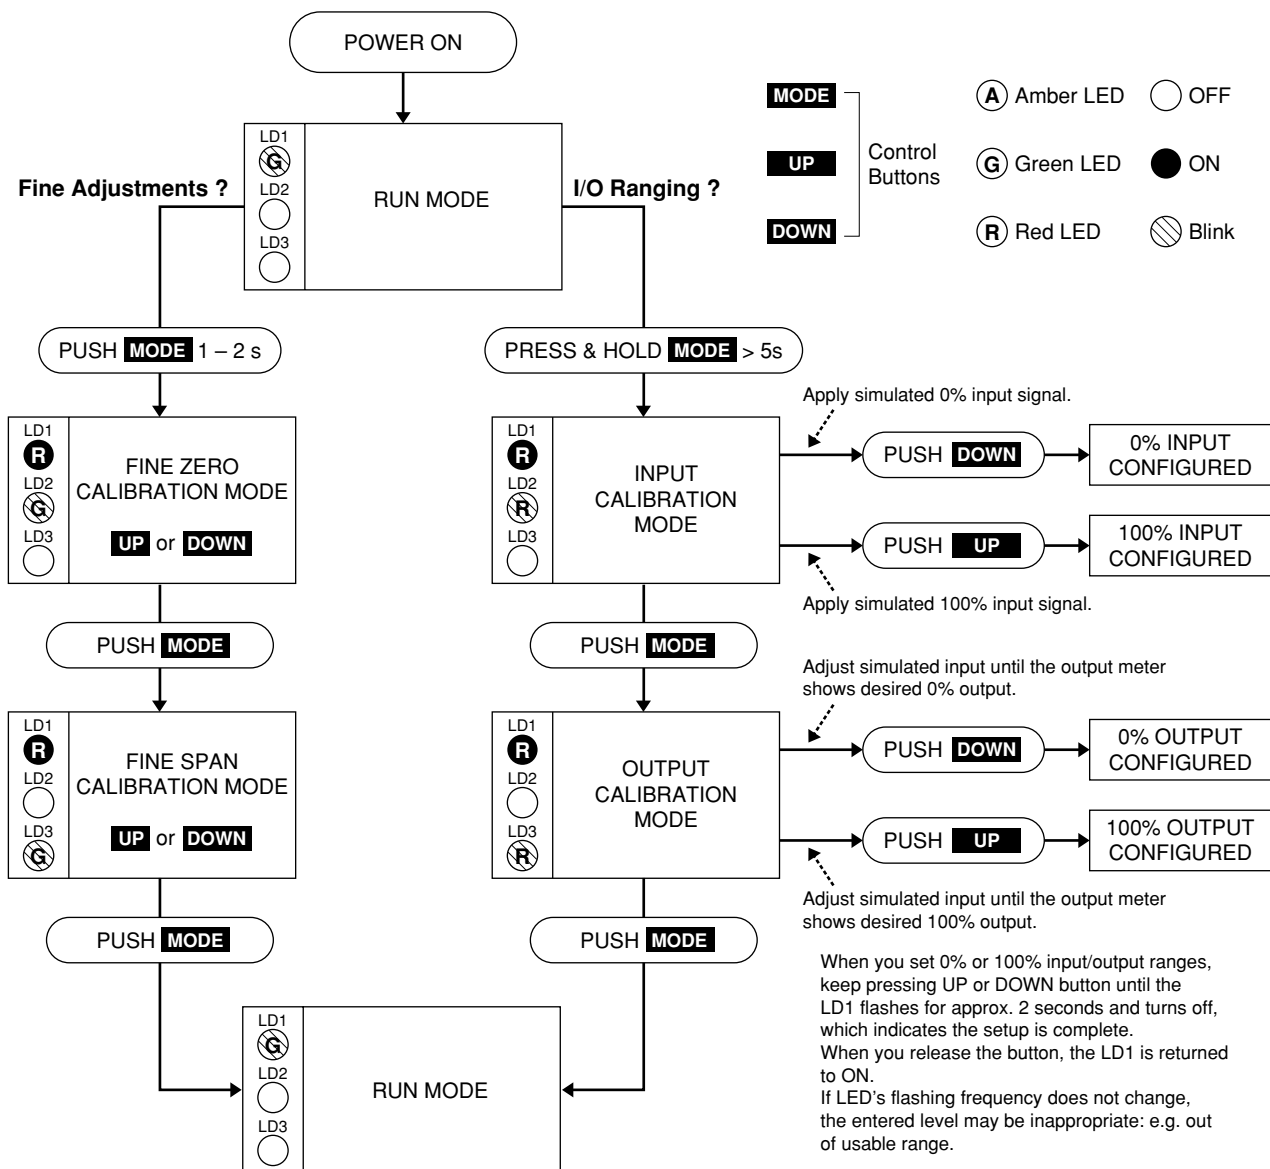 POWER ON
MODE
UP
DOWN
Control
Buttons
A Amber LED
G Green LED
R Red LED
OFF
ON
Blink
Fine Adjustments ?
I/O Ranging ?
LD1
G
LD2
LD3
RUN MODE
PUSH MODE 1 – 2 s
PRESS & HOLD MODE > 5s
LD1
R
LD2
G
LD3
FINE ZERO
CALIBRATION MODE
UP or DOWN
LD1
R
LD2
R
LD3
INPUT
CALIBRATION
MODE
Apply simulated 0% input signal.
PUSH DOWN
0% INPUT
CONFIGURED
PUSH UP
100% INPUT
CONFIGURED
Apply simulated 100% input signal.
PUSH MODE
PUSH MODE
LD1
R
LD2
LD3
G
FINE SPAN
CALIBRATION MODE
UP or DOWN
LD1
R
LD2
LD3
R
OUTPUT
CALIBRATION
MODE
Adjust simulated input until the output meter
shows desired 0% output.
PUSH DOWN
0% OUTPUT
CONFIGURED
PUSH UP
100% OUTPUT
CONFIGURED
Adjust simulated input until the output meter
shows desired 100% output.
PUSH MODE
PUSH MODE
LD1
G
LD2
LD3
RUN MODE
When you set 0% or 100% input/output ranges,
keep pressing UP or DOWN button until the
LD1 flashes for approx. 2 seconds and turns off,
which indicates the setup is complete.
When you release the button, the LD1 is returned
to ON.
If LED’s flashing frequency does not change,
the entered level may be inappropriate: e.g. out
of usable range.